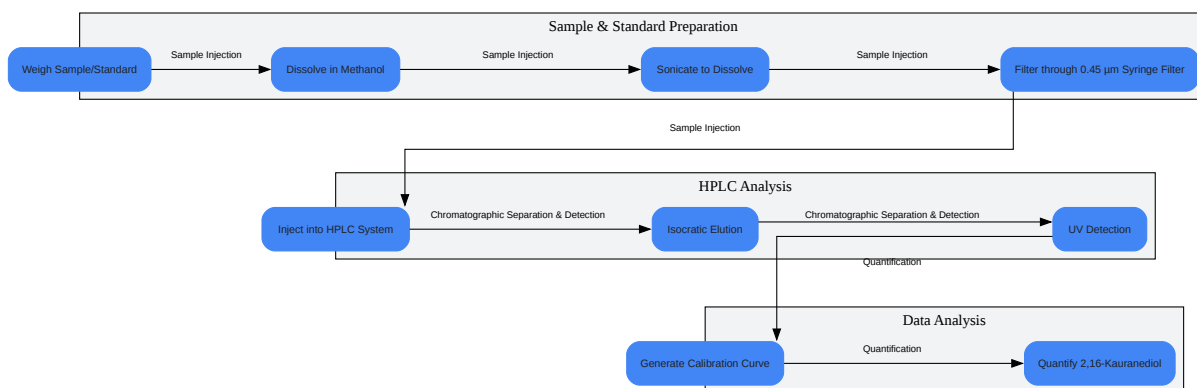 Sample & Standard Preparation
Sample Injection
Sample Injection
Sample Injection
Weigh Sample/Standard
Dissolve in Methanol
Sonicate to Dissolve
Filter through 0.45 µm Syringe Filter
Sample Injection
HPLC Analysis
Chromatographic Separation & Detection
Chromatographic Separation & Detection
Inject into HPLC System
Isocratic Elution
UV Detection
Quantification
Data Analysis
Quantification
Generate Calibration Curve
Quantify 2,16-Kauranediol